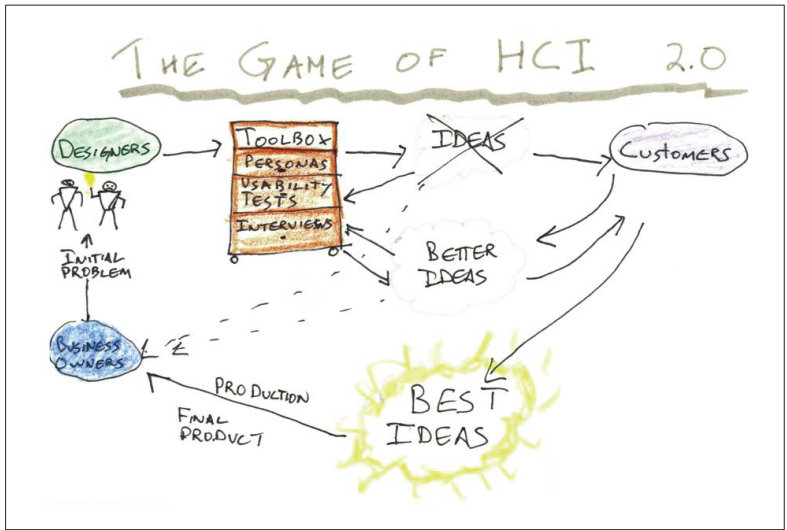 THE GAME OF HCI 2.0
DESIGNERS
TOOLBOX
PERSONAS
USABILITY
TESTS
INTERVIEWS
IDEAS
CUSTOMERS
INITIAL
PROBLEM
BETTER
IDEAS
BUSINESS
OWNERS
PRODUCTION
FINAL
PRODUCT
BEST
IDEAS